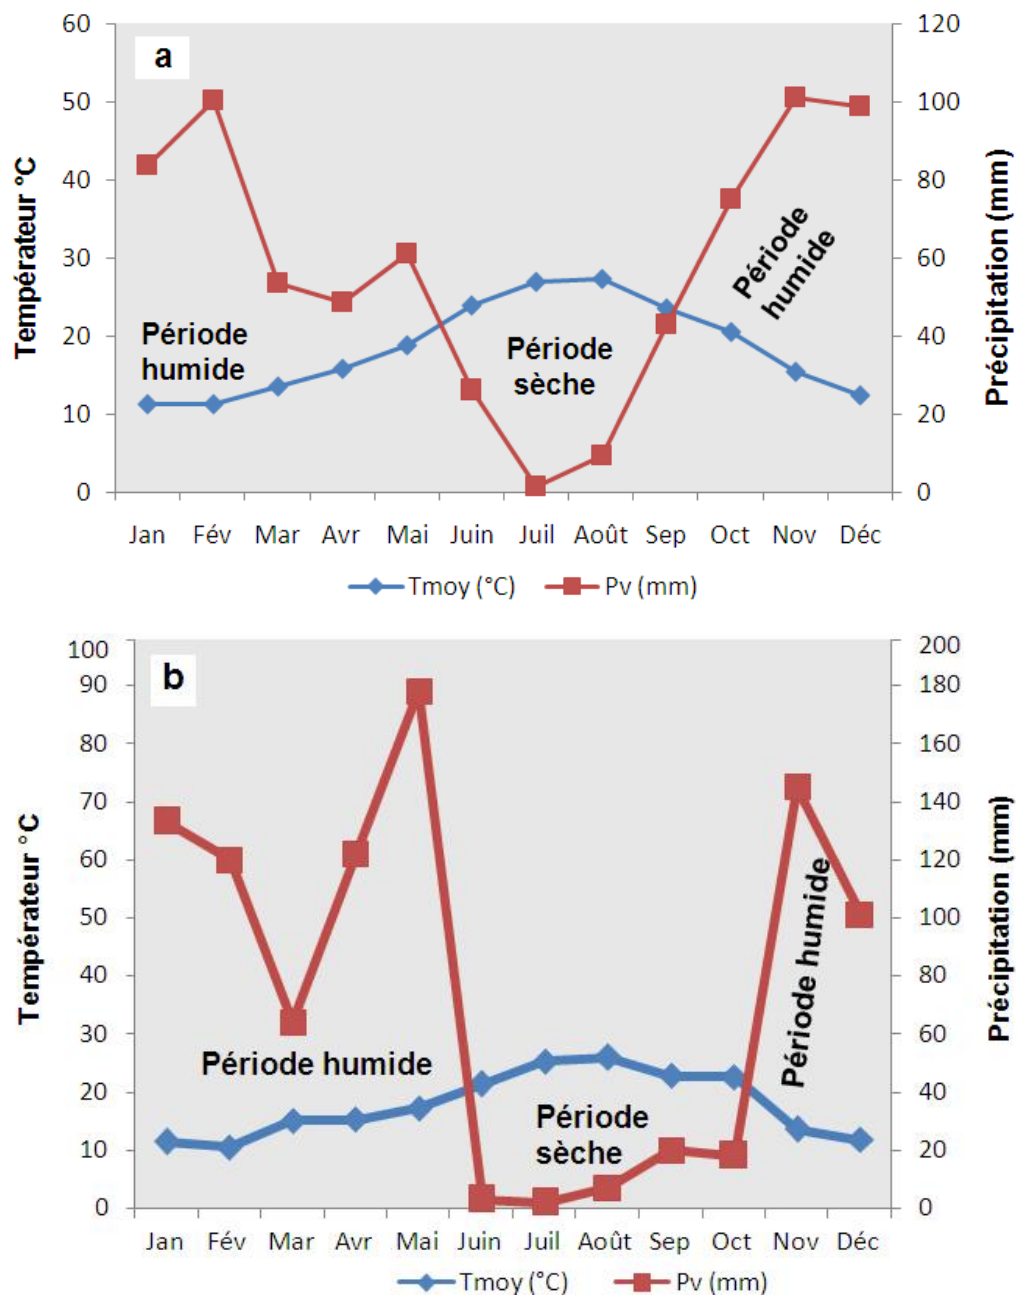 a
60
50
40
30
20
10
0
120
100
80
60
40
20
0
Températeur °C
Précipitation (mm)
Période
humide
Période
sèche
Période
humide
Jan Fév Mar Avr Mai Juin Juil Août Sep Oct Nov Déc
Tmoy (°C) Pv (mm)
b
100
90
80
70
60
50
40
30
20
10
0
200
180
160
140
120
100
80
60
40
20
0
Températeur °C
Précipitation (mm)
Période humide
Période
sèche
Période humide
Jan Fév Mar Avr Mai Juin Juil Août Sep Oct Nov Déc
Tmoy (°C) Pv (mm)